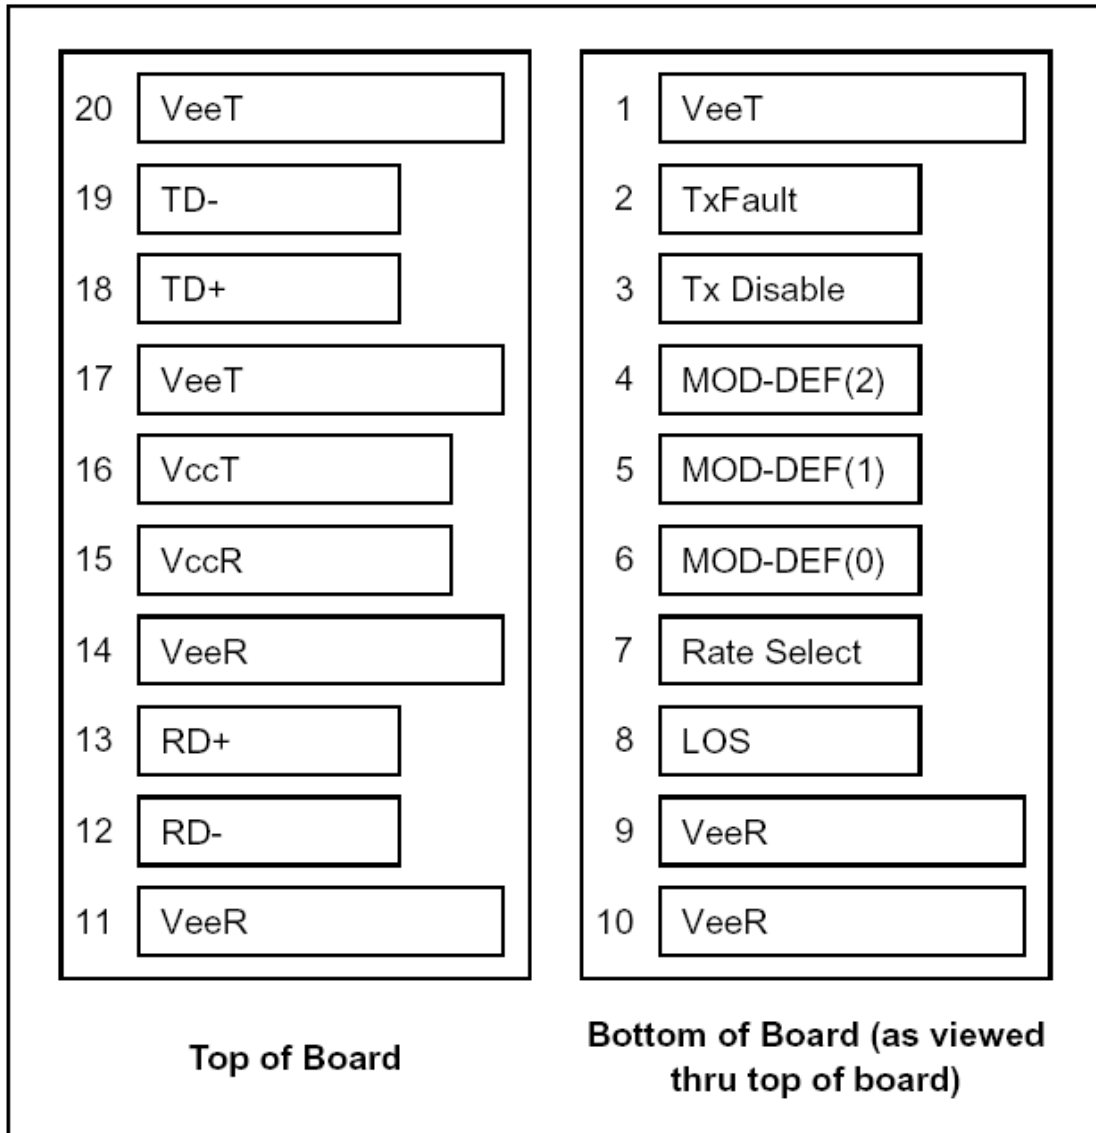 20 VeeT
19 TD-
18 TD+
17 VeeT
16 VccT
15 VccR
14 VeeR
13 RD+
12 RD-
11 VeeR
Top of Board
1 VeeT
2 TxFault
3 Tx Disable
4 MOD-DEF(2)
5 MOD-DEF(1)
6 MOD-DEF(0)
7 Rate Select
8 LOS
9 VeeR
10 VeeR
Bottom of Board (as viewed
thru top of board)